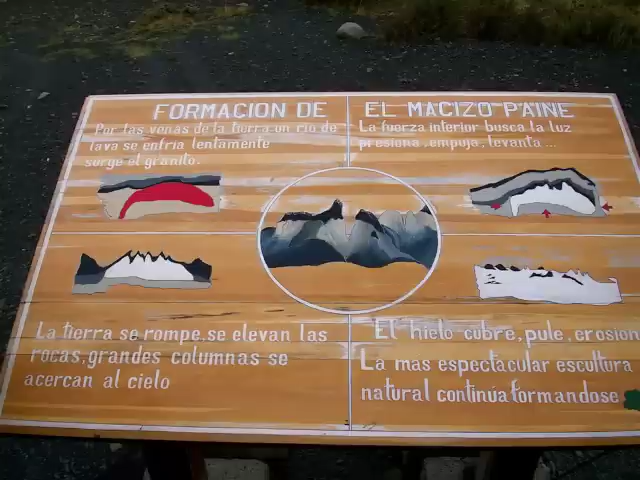 FORMACION DE EL MACIZO PAINE
Por las venas de la tierra un rio de
lava se enfria lentamente
surge el granito.
La fuerza inferior busca la luz
presiona, empuja, levanta...
La tierra se rompe, se elevan las
rocas, grandes columnas se
acercan al cielo
El hielo cubre, pule, erosion
La mas espectacular escultura
natural continúa formandose